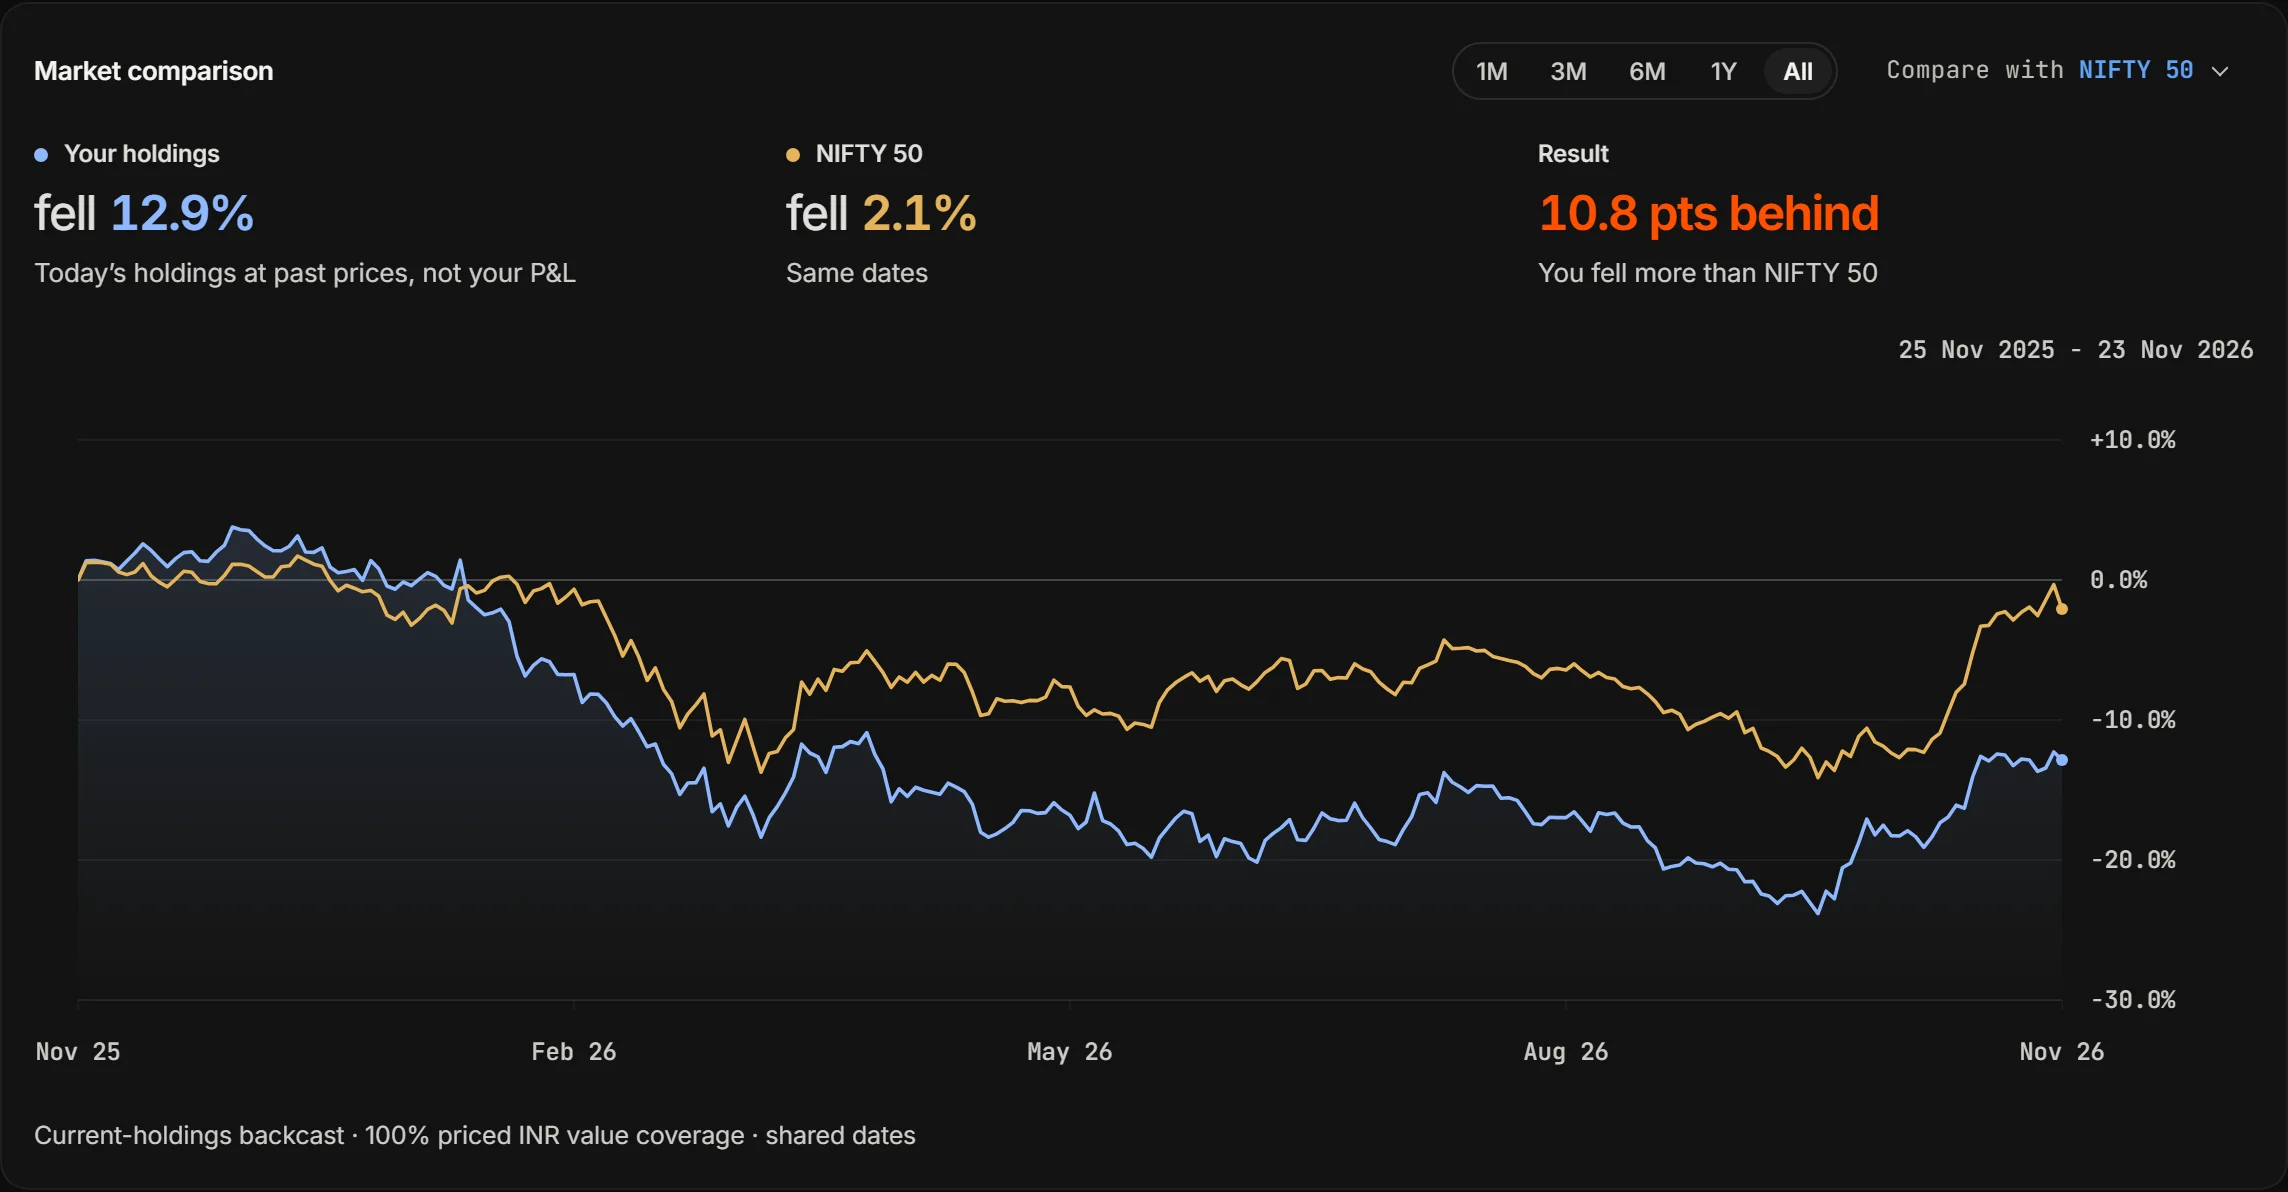 Market comparison
1M 3M 6M 1Y All
Compare with NIFTY 50
Your holdings
fell 12.9%
Today’s holdings at past prices, not your P&L
NIFTY 50
fell 2.1%
Same dates
Result
10.8 pts behind
You fell more than NIFTY 50
25 Nov 2025 - 23 Nov 2026
+10.0%
0.0%
-10.0%
-20.0%
-30.0%
Nov 25 Feb 26 May 26 Aug 26 Nov 26
Current-holdings backcast · 100% priced INR value coverage · shared dates